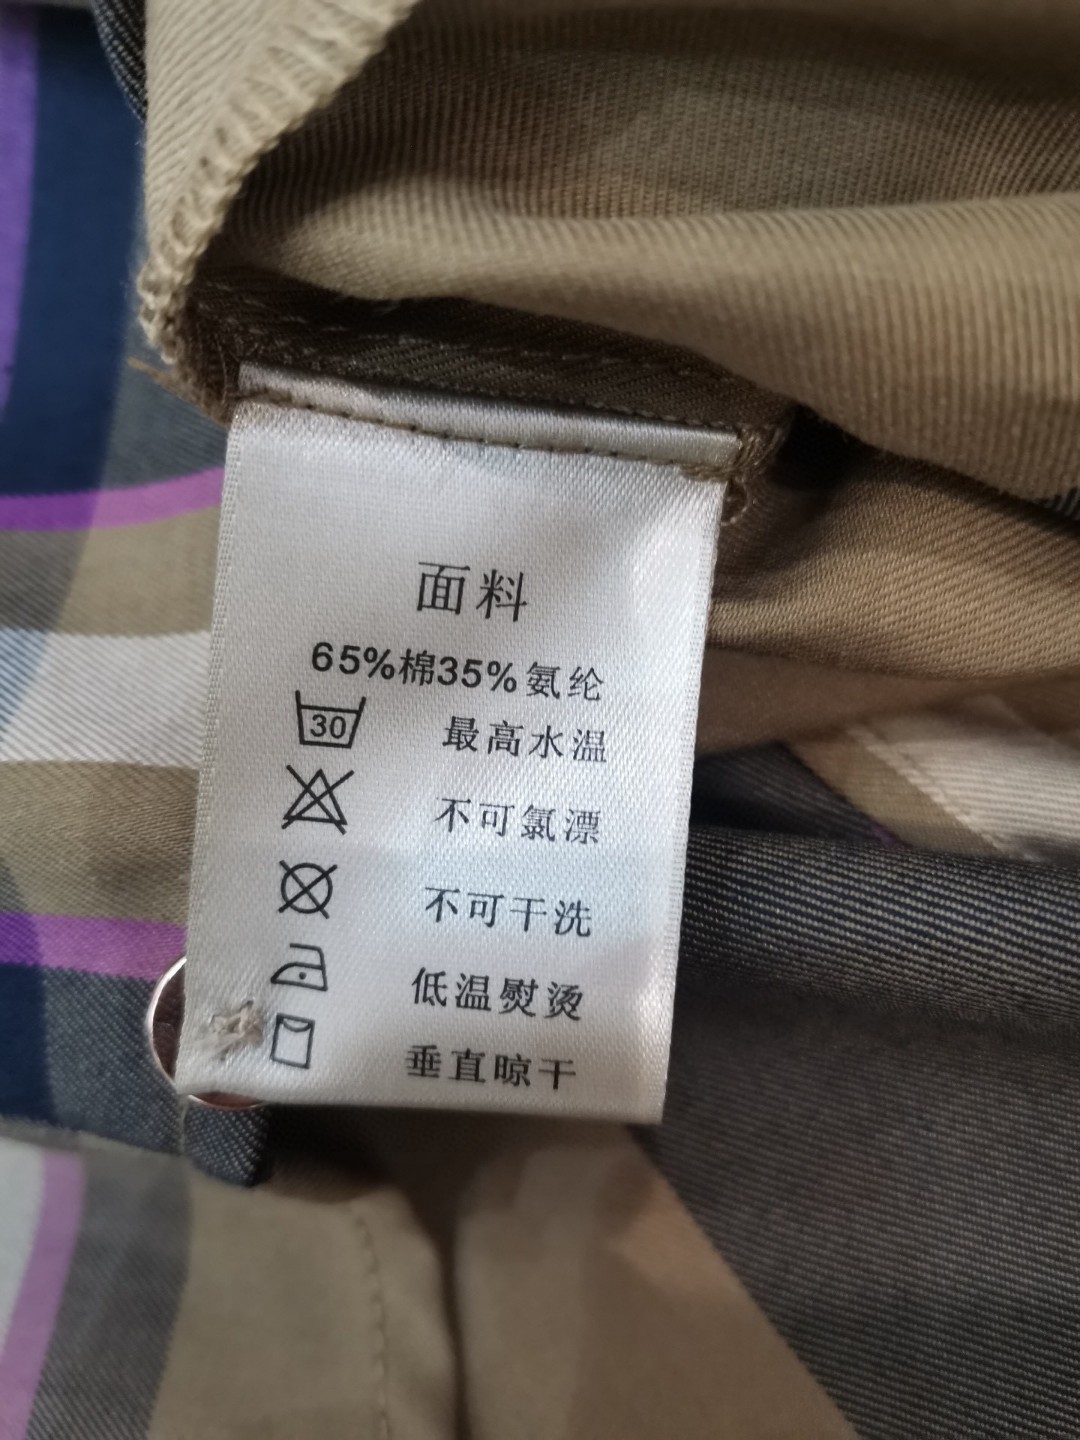 面料
65%棉35%氨纶
30 最高水温
不可氯漂
不可干洗
低温熨烫
垂直晾干